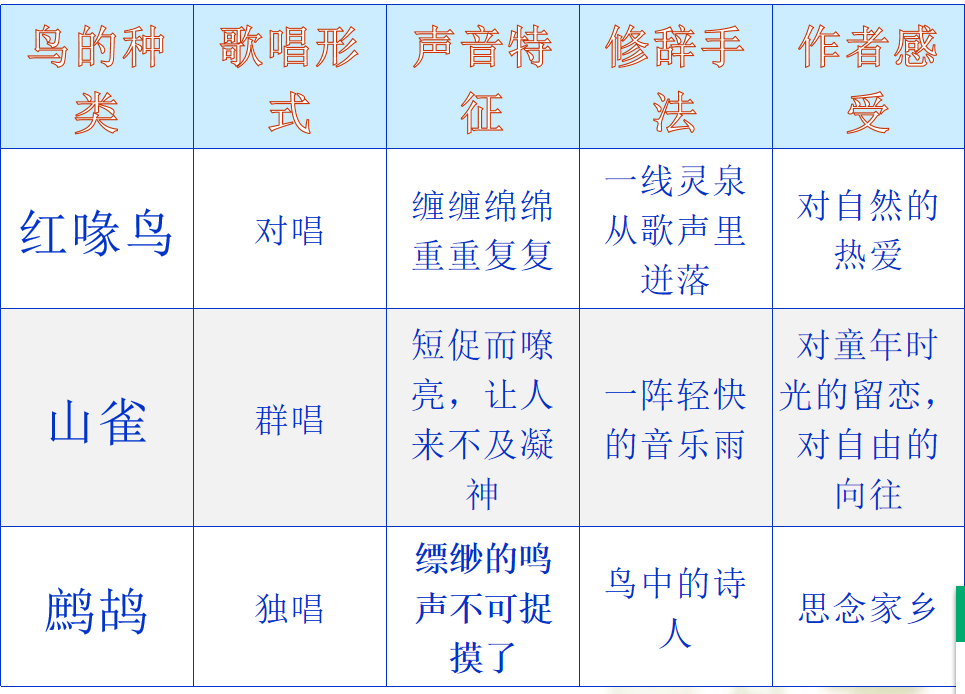 鸟的种
类
歌唱形
式
声音特
征
修辞手
法
作者感
受
红喙鸟
对唱
缠缠绵绵
重重复复
一线灵泉
从歌声里
迸落
对自然的
热爱
山雀
群唱
短促而嘹
亮，让人
来不及凝
神
一阵轻快
的音乐雨
对童年时
光的留恋，
对自由的
向往
鹧鸪
独唱
缥缈的鸣
声不可捉
摸了
鸟中的诗
人
思念家乡